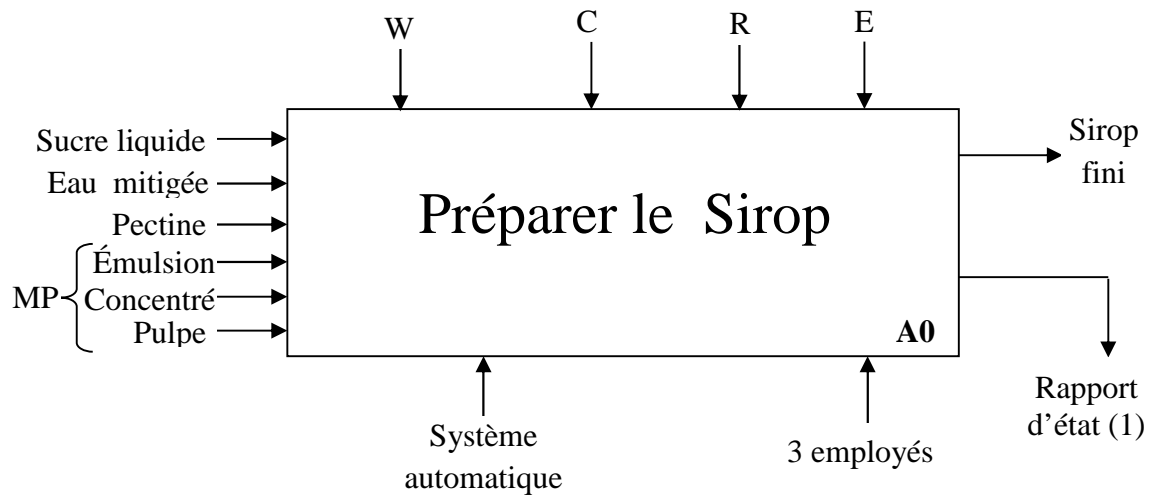 W
C
R
E
Sucre liquide
Eau mitigée
Pectine
Émulsion
MP
Concentré
Pulpe
Préparer le Sirop
A0
Sirop
fini
Rapport
d'état (1)
Système
automatique
3 employés